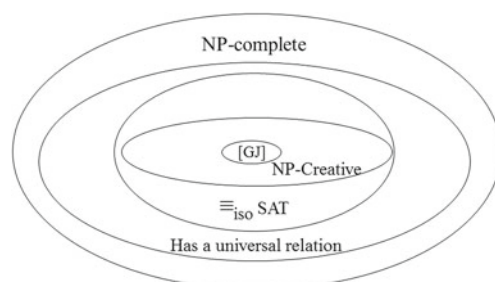 NP-complete
[GJ]
NP-Creative
≡iso SAT
Has a universal relation